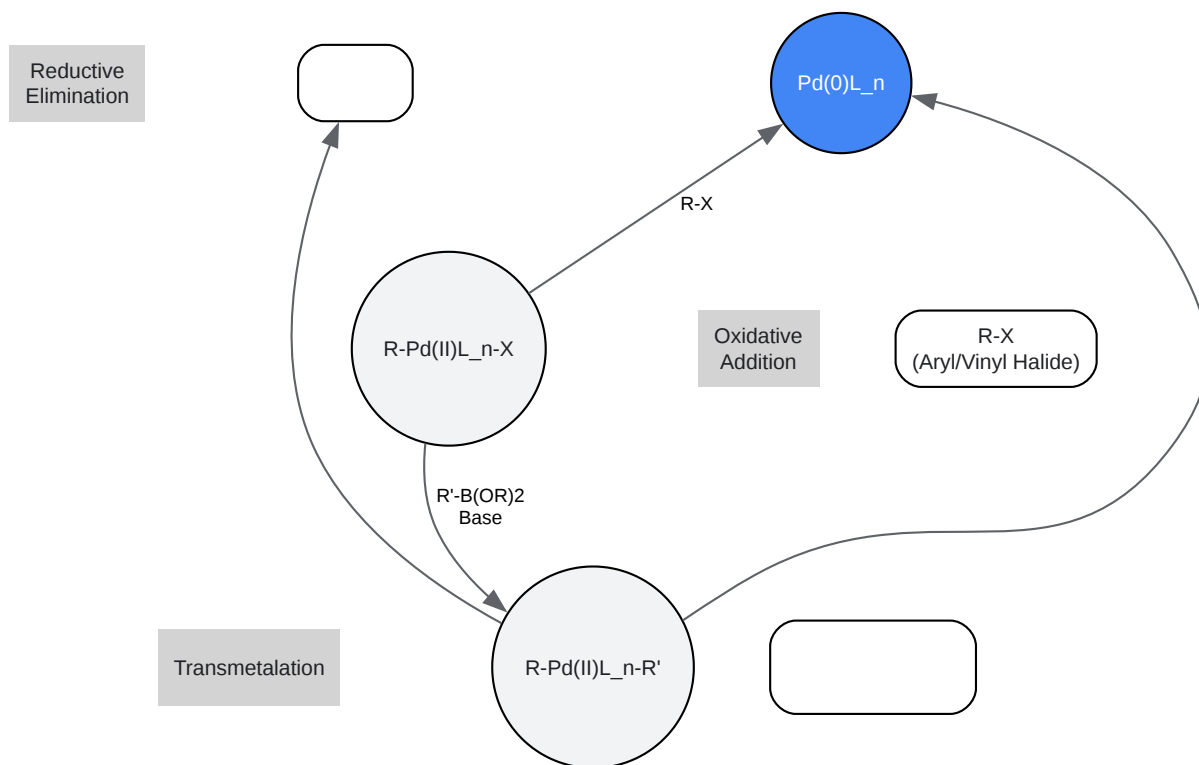 Reductive
Elimination
Pd(0)L_n
R-X
R-Pd(II)L_n-X
Oxidative
Addition
R-X
(Aryl/Vinyl Halide)
R'-B(OR)2
Base
Transmetalation
R-Pd(II)L_n-R'